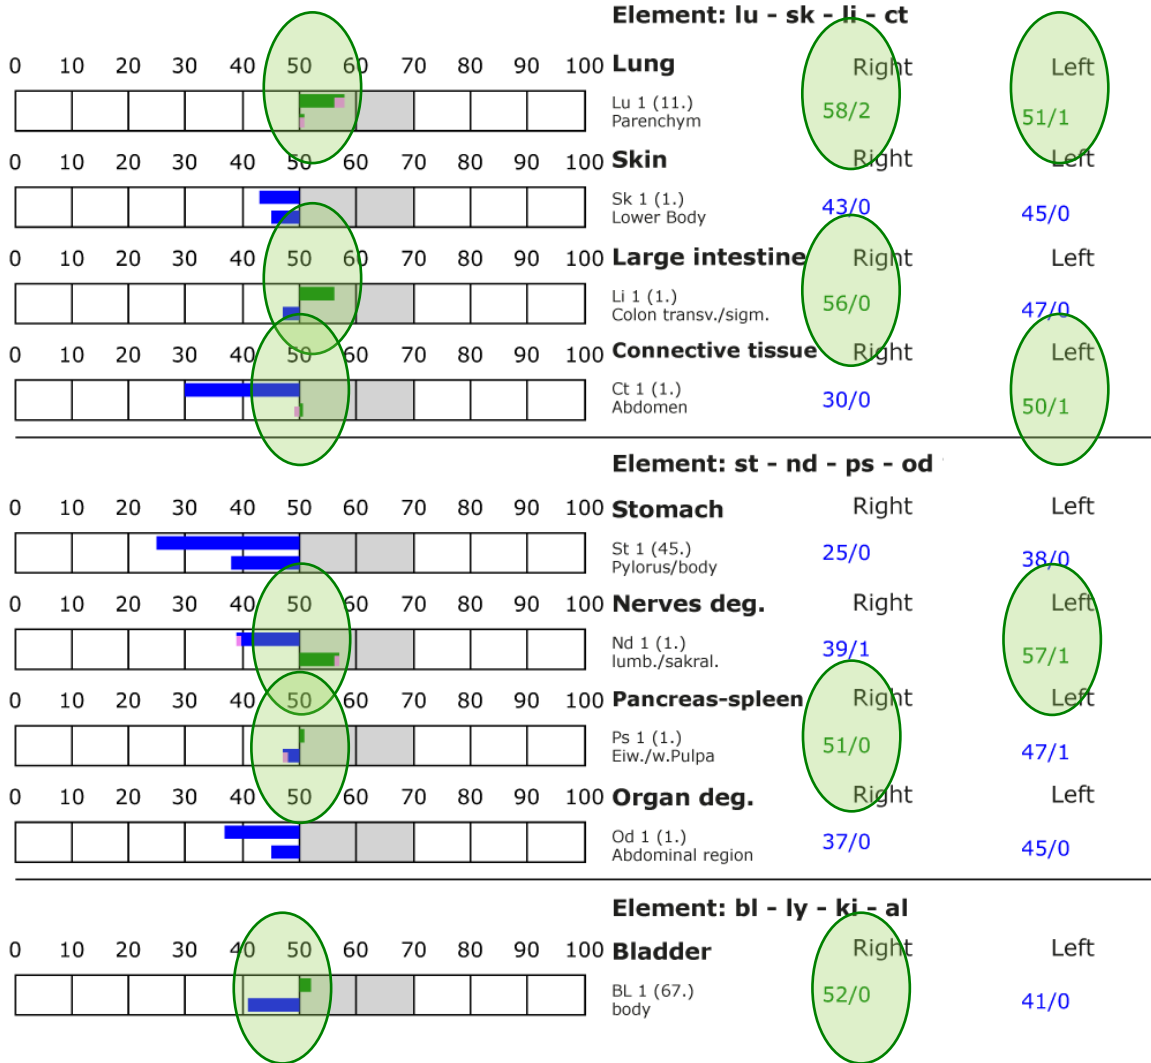 Element: lu - sk - li - ct
0 10 20 30 40 50 60 70 80 90 100 Lung Right Left
Lu 1 (11.) 58/2 51/1
Parenchym
0 10 20 30 40 50 60 70 80 90 100 Skin Right Left
Sk 1 (1.) 43/0 45/0
Lower Body
0 10 20 30 40 50 60 70 80 90 100 Large intestine Right Left
Li 1 (1.) 56/0 47/0
Colon transv./sigm.
0 10 20 30 40 50 60 70 80 90 100 Connective tissue Right Left
Ct 1 (1.) 30/0 50/1
Abdomen
Element: st - nd - ps - od
0 10 20 30 40 50 60 70 80 90 100 Stomach Right Left
St 1 (45.) 25/0 38/0
Pylorus/body
0 10 20 30 40 50 60 70 80 90 100 Nerves deg. Right Left
Nd 1 (1.) 39/1 57/1
lumb./sakral.
0 10 20 30 40 50 60 70 80 90 100 Pancreas-spleen Right Left
Ps 1 (1.) 51/0 47/1
Eiw./w.Pulpa
0 10 20 30 40 50 60 70 80 90 100 Organ deg. Right Left
Od 1 (1.) 37/0 45/0
Abdominal region
Element: bl - ly - ki - al
0 10 20 30 40 50 60 70 80 90 100 Bladder Right Left
BL 1 (67.) 52/0 41/0
body